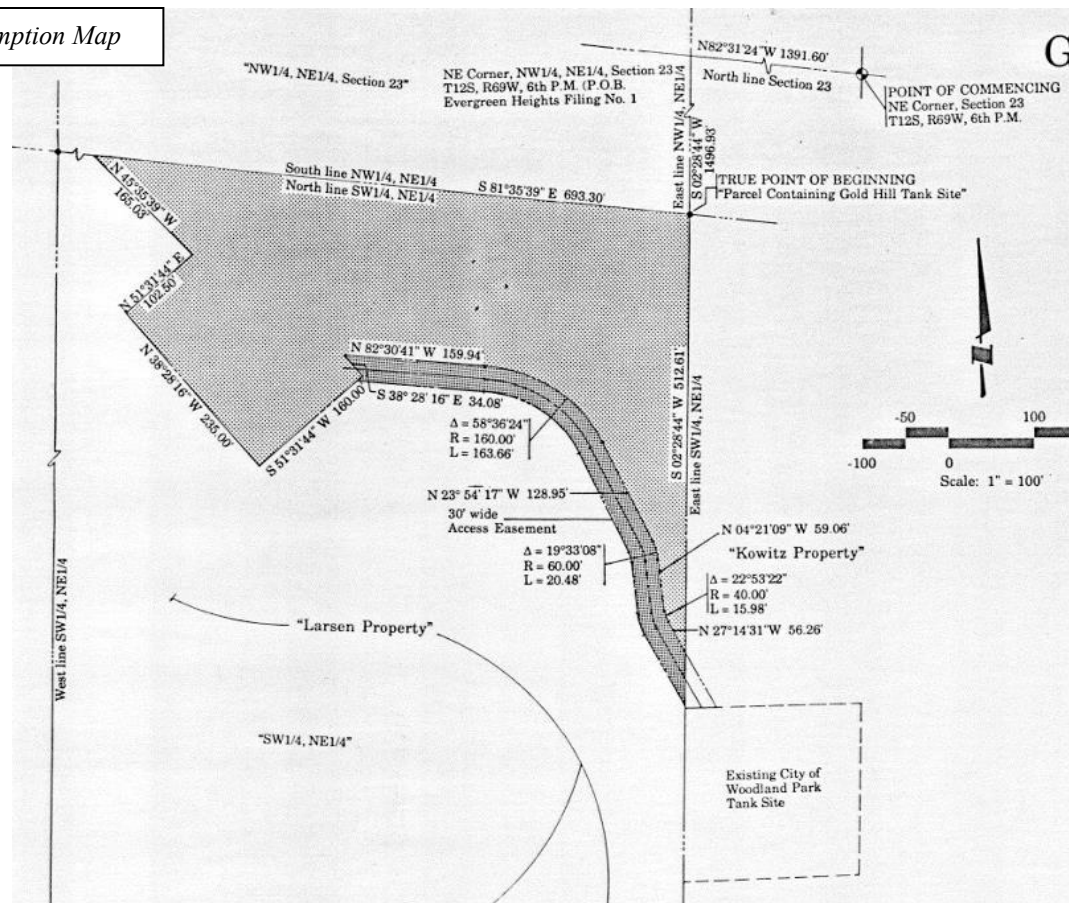 mption Map
G
N82°31'24"W 1391.60'
North line Section 23
"NW1/4, NE1/4, Section 23"
NE Corner, NW1/4, NE1/4, Section 23
T12S, R69W, 6th P.M. (P.O.B.
Evergreen Heights Filing No. 1
East line NW1/4, NE1/4
S 02°28'44" W
1496.93'
POINT OF COMMENCING
NE Corner, Section 23
T12S, R69W, 6th P.M.
TRUE POINT OF BEGINNING
"Parcel Containing Gold Hill Tank Site"
South line NW1/4, NE1/4
North line SW1/4, NE1/4
S 81°35'39" E 693.30'
N 45°35'39" W
165.03'
N 51°31'44" E
102.50'
N 38°28'16" W 235.00'
S 51°31'44" W 160.00'
N 82°30'41" W 159.94'
S 38° 28' 16" E 34.08'
Δ = 58°36'24"
R = 160.00'
L = 163.66'
S 02°28'44" W 512.61'
East line SW1/4, NE1/4
N 23° 54' 17" W 128.95'
30' wide
Access Easement
Δ = 19°33'08"
R = 60.00'
L = 20.48'
N 04°21'09" W 59.06'
"Kowitz Property"
Δ = 22°53'22"
R = 40.00'
L = 15.98'
N 27°14'31"W 56.26'
-50 100
-100 0
Scale: 1" = 100'
N
West line SW1/4, NE1/4
"Larsen Property"
"SW1/4, NE1/4"
Existing City of
Woodland Park
Tank Site